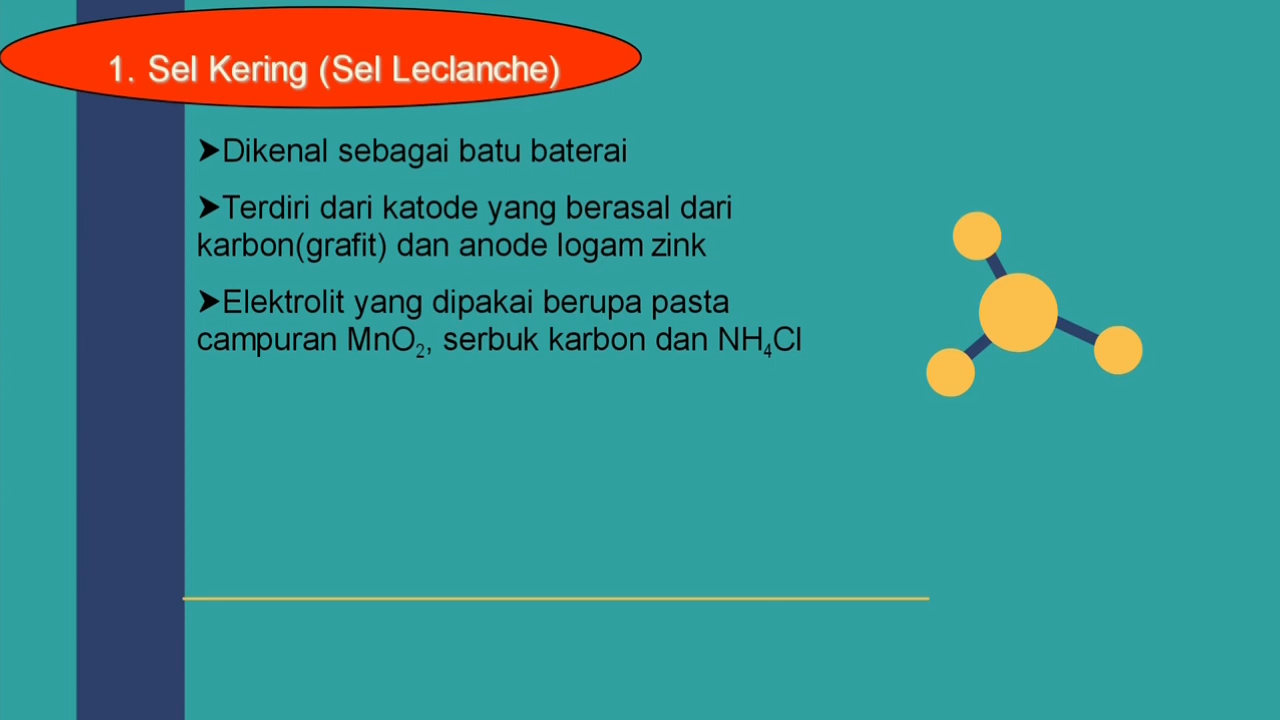 1. Sel Kering (Sel Leclanche)
➤Dikenal sebagai batu baterai
➤Terdiri dari katode yang berasal dari
karbon(grafit) dan anode logam zink
➤Elektrolit yang dipakai berupa pasta
campuran MnO₂, serbuk karbon dan NH₄Cl